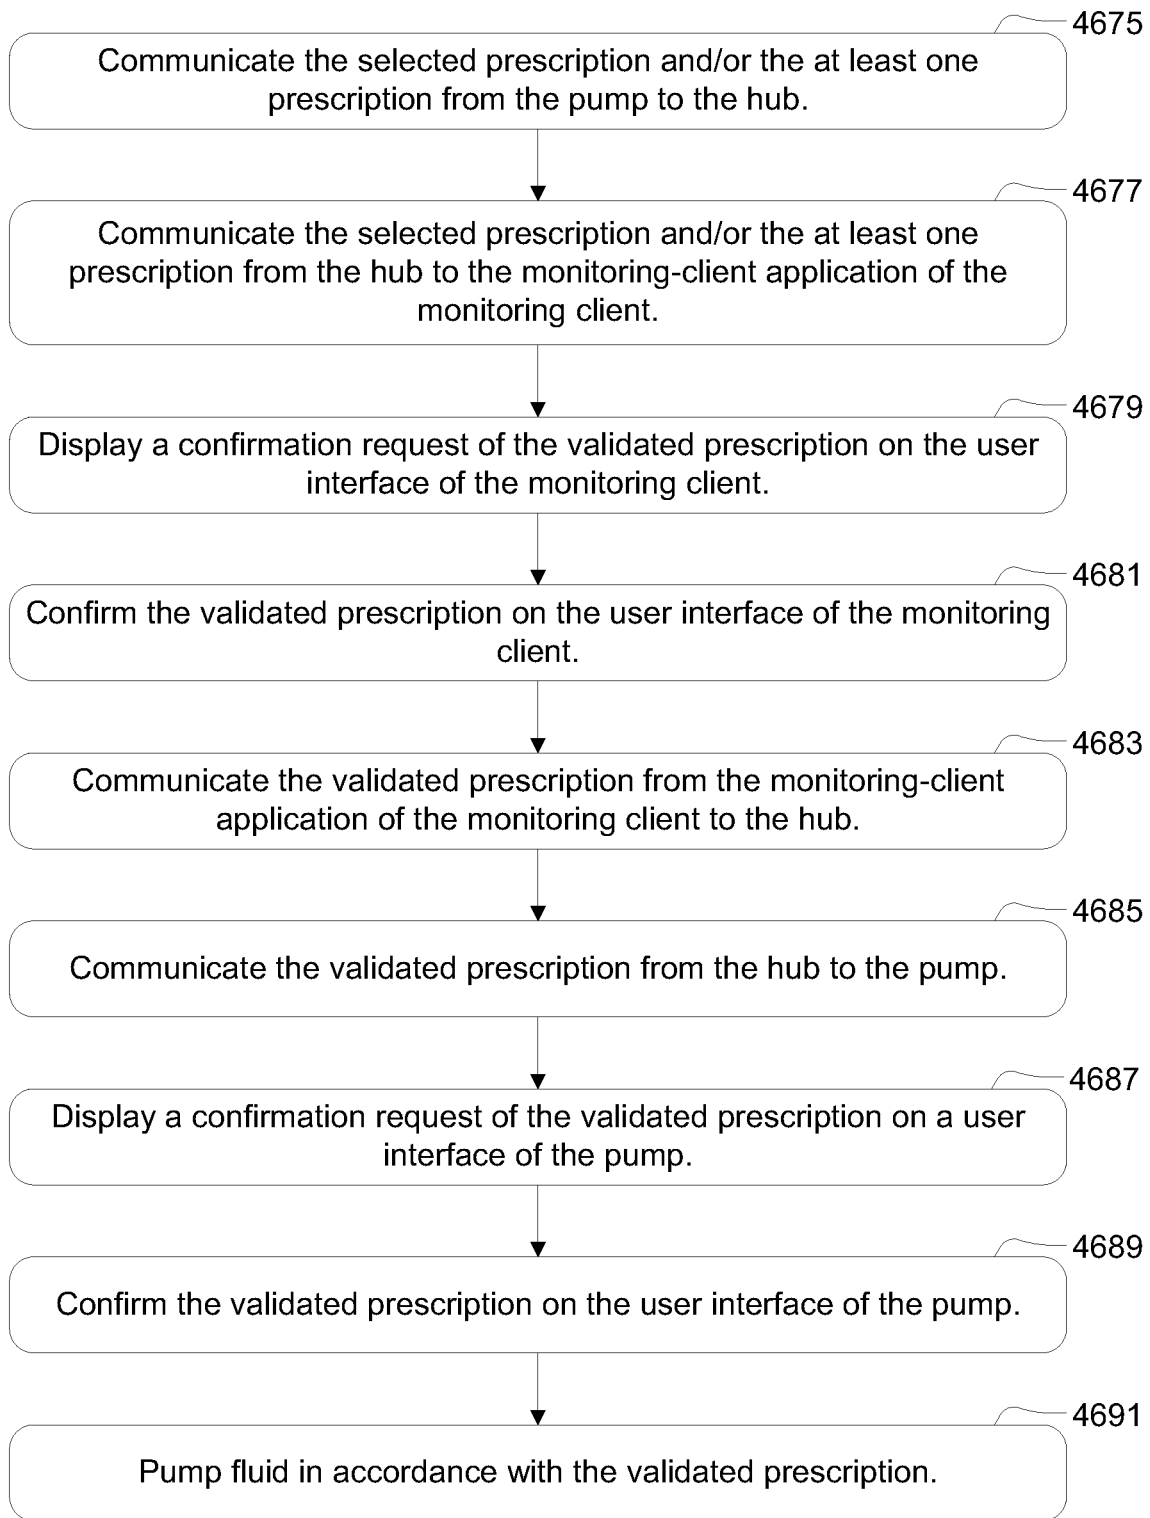 4675
Communicate the selected prescription and/or the at least one
prescription from the pump to the hub.
4677
Communicate the selected prescription and/or the at least one
prescription from the hub to the monitoring-client application of the
monitoring client.
4679
Display a confirmation request of the validated prescription on the user
interface of the monitoring client.
4681
Confirm the validated prescription on the user interface of the monitoring
client.
4683
Communicate the validated prescription from the monitoring-client
application of the monitoring client to the hub.
4685
Communicate the validated prescription from the hub to the pump.
4687
Display a confirmation request of the validated prescription on a user
interface of the pump.
4689
Confirm the validated prescription on the user interface of the pump.
4691
Pump fluid in accordance with the validated prescription.